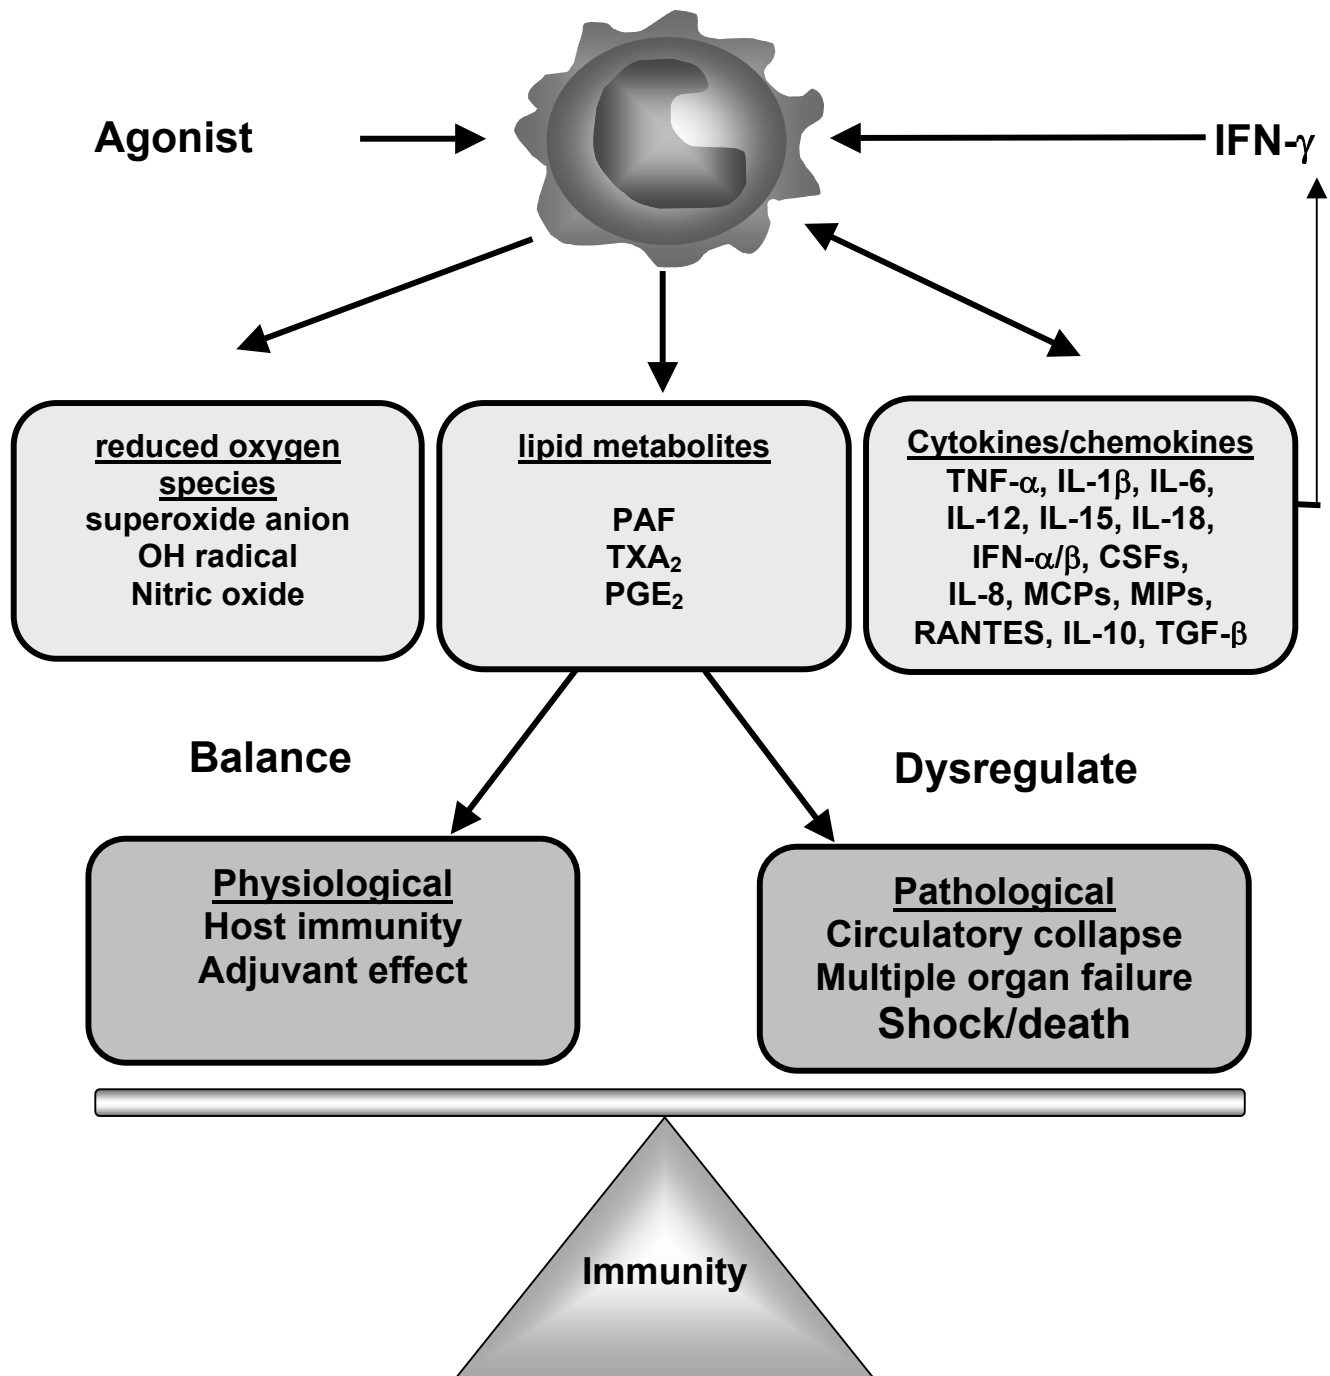 Agonist
IFN-γ
reduced oxygen
species
superoxide anion
OH radical
Nitric oxide
lipid metabolites
PAF
TXA₂
PGE₂
Cytokines/chemokines
TNF-α, IL-1β, IL-6,
IL-12, IL-15, IL-18,
IFN-α/β, CSFs,
IL-8, MCPs, MIPs,
RANTES, IL-10, TGF-β
Balance
Dysregulate
Physiological
Host immunity
Adjuvant effect
Pathological
Circulatory collapse
Multiple organ failure
Shock/death
Immunity